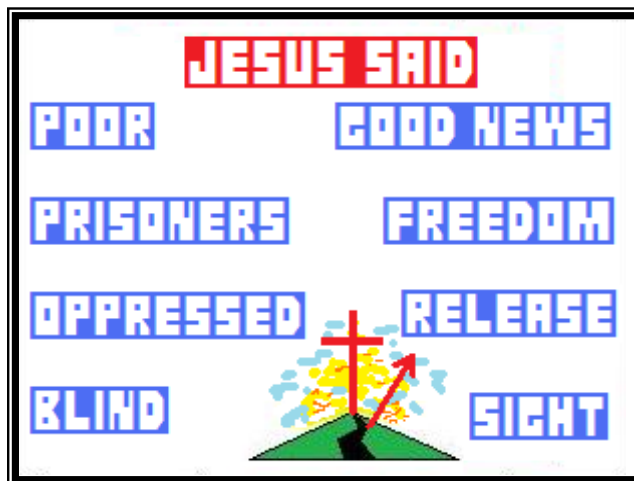 JESUS SAID
POOR GOOD NEWS
PRISONERS FREEDOM
OPPRESSED RELEASE
BLIND SIGHT